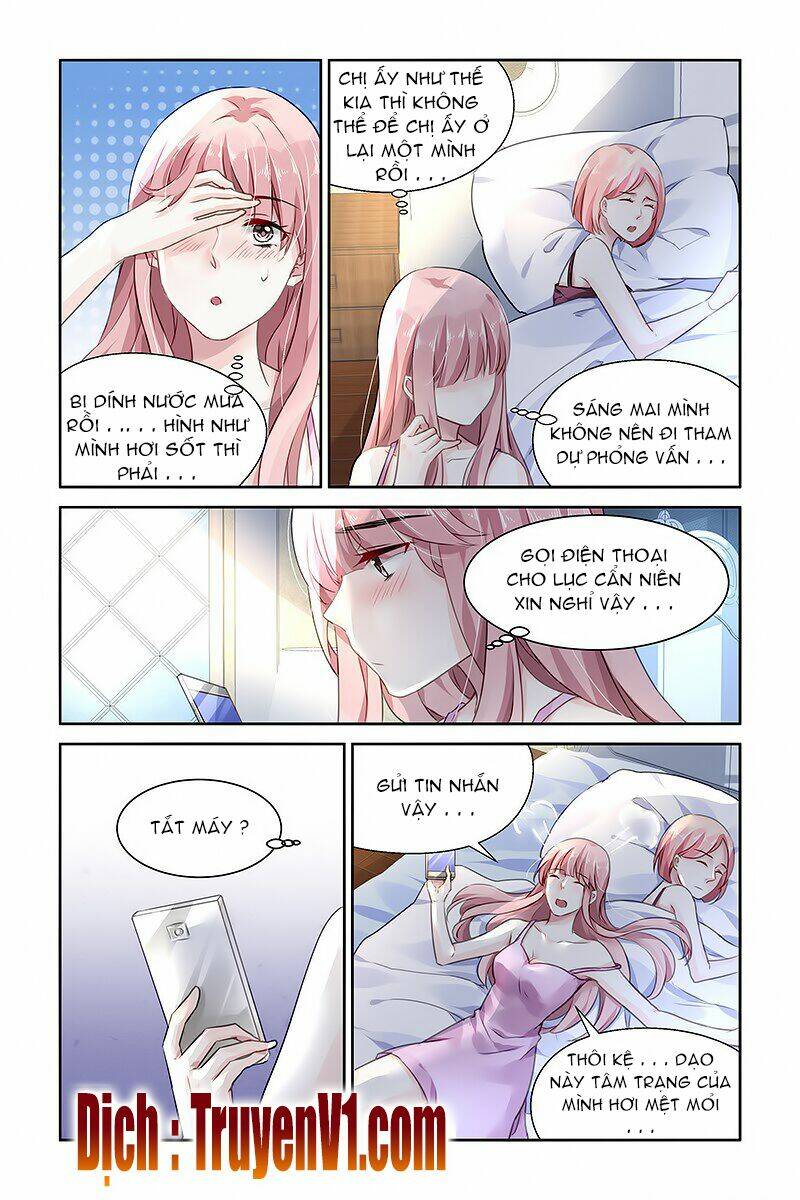 BỊ DÍNH NƯỚC MƯA
RỒI . . . . . HÌNH NHƯ
MÌNH HƠI SỐT THÌ
PHẢI . . .
CHỊ ẤY NHƯ THẾ
KIA THÌ KHÔNG
THỂ ĐỂ CHỊ ẤY Ở
LẠI MỘT MÌNH
RỒI . . .
SÁNG MAI MÌNH
KHÔNG NÊN ĐI THAM
DỰ PHỎNG VẤN . . .
GỌI ĐIỆN THOẠI
CHO LỤC CẨN NIÊN
XIN NGHỈ VẬY . . .
TẮT MÁY ?
GỬI TIN NHẮN
VẬY . . .
THÔI KỆ . . . DẠO
NÀY TÂM TRẠNG CỦA
MÌNH HƠI MỆT MỎI
. . .
Dịch : TruyenV1.com